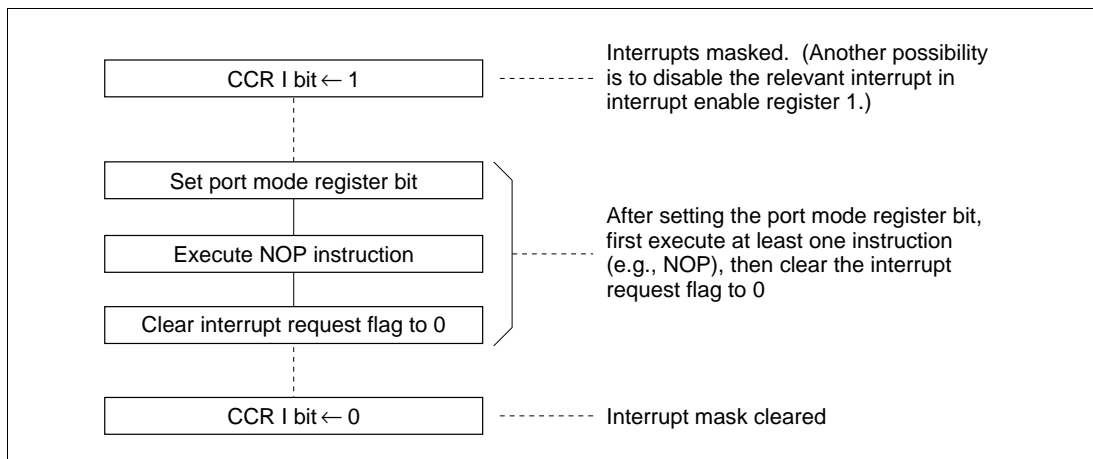 CCR I bit ← 1
Interrupts masked. (Another possibility
is to disable the relevant interrupt in
interrupt enable register 1.)
Set port mode register bit
Execute NOP instruction
Clear interrupt request flag to 0
After setting the port mode register bit,
first execute at least one instruction
(e.g., NOP), then clear the interrupt
request flag to 0
CCR I bit ← 0
Interrupt mask cleared